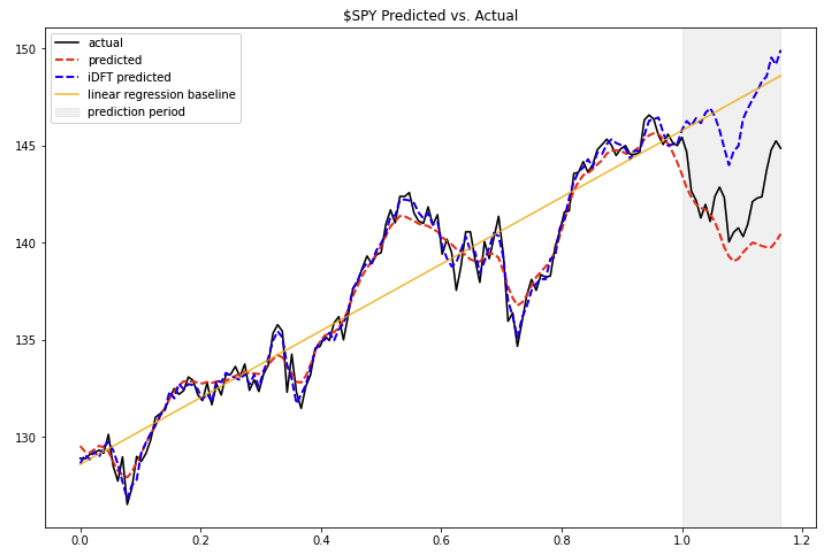 $SPY Predicted vs. Actual
actual
predicted
iDFT predicted
linear regression baseline
prediction period
150
145
140
135
130
0.0 0.2 0.4 0.6 0.8 1.0 1.2